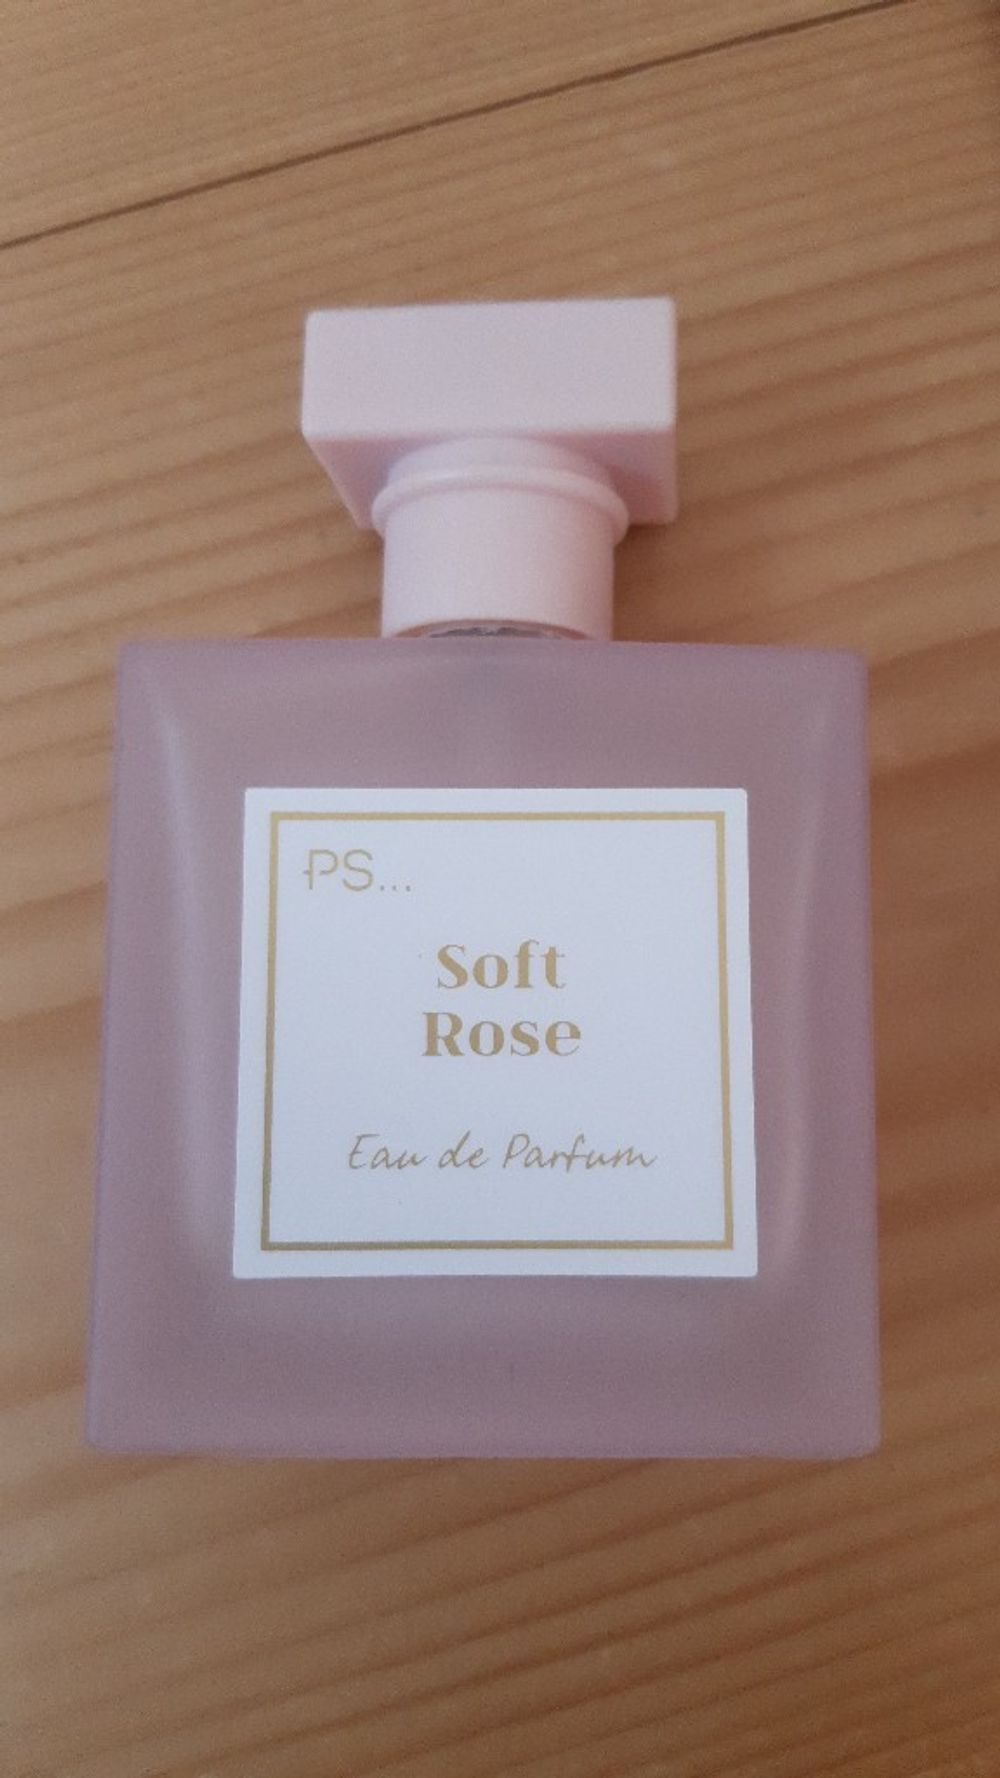 PS...
Soft
Rose
Eau de Parfum